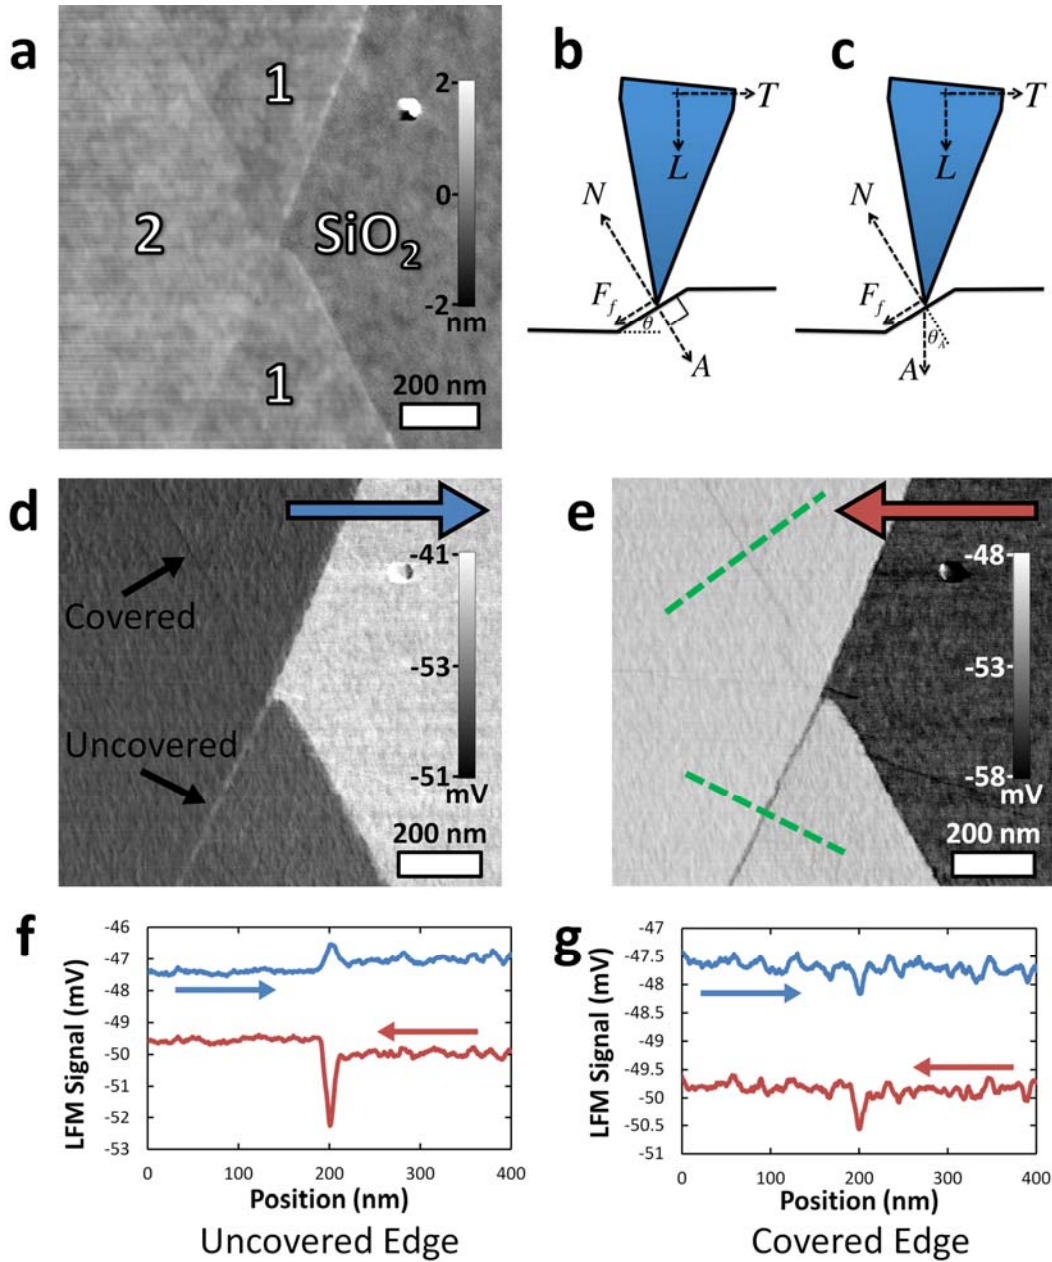 a
1
2
SiO2
1
2
0
-2
nm
200 nm
b
T
L
N
Ff
θ
A
c
T
L
N
Ff
θA
A
d
Covered
Uncovered
-41
-53
-51
mV
200 nm
e
-48
-53
-58
mV
200 nm
f
LFM Signal (mV)
-46
-47
-48
-49
-50
-51
-52
-53
0
100
200
300
400
Position (nm)
Uncovered Edge
g
LFM Signal (mV)
-47
-47.5
-48
-48.5
-49
-49.5
-50
-50.5
-51
0
100
200
300
400
Position (nm)
Covered Edge